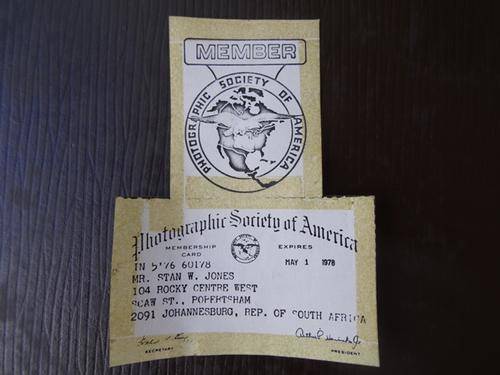 MEMBER
PHOTOGRAPHIC SOCIETY OF AMERICA
Photographic Society of America
MEMBERSHIP CARD
EXPIRES
IN 5'76 60178
MAY 1 1978
MR. STAN W. JONES
104 ROCKY CENTRE WEST
SCAW ST., ROBERTSHAM
2091 JOHANNESBURG, REP. OF SOUTH AFRICA
SECRETARY
PRESIDENT